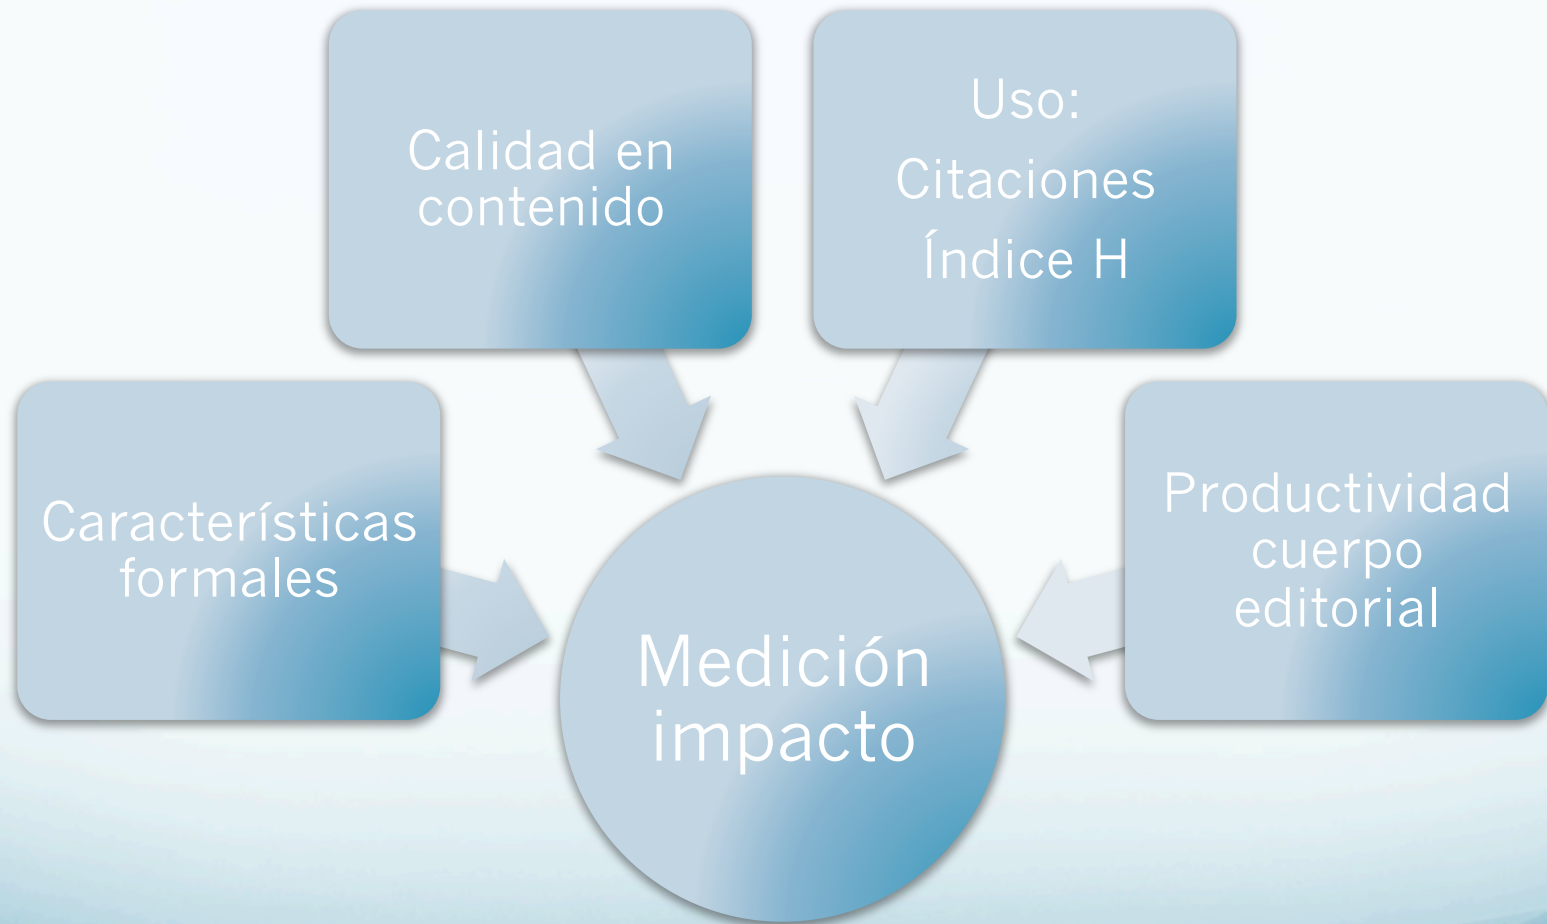 Calidad en
contenido
Uso:
Citaciones
Índice H
Características
formales
Productividad
cuerpo
editorial
Medición
impacto